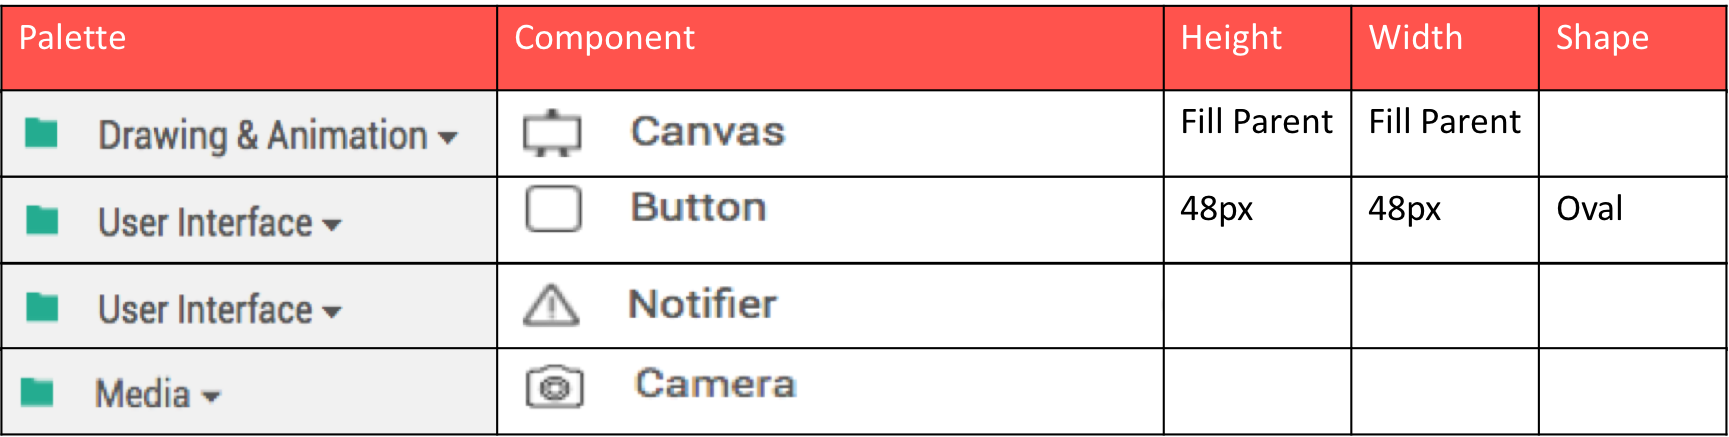 Palette Component Height Width Shape
Drawing & Animation Canvas Fill Parent Fill Parent
User Interface Button 48px 48px Oval
User Interface Notifier
Media Camera